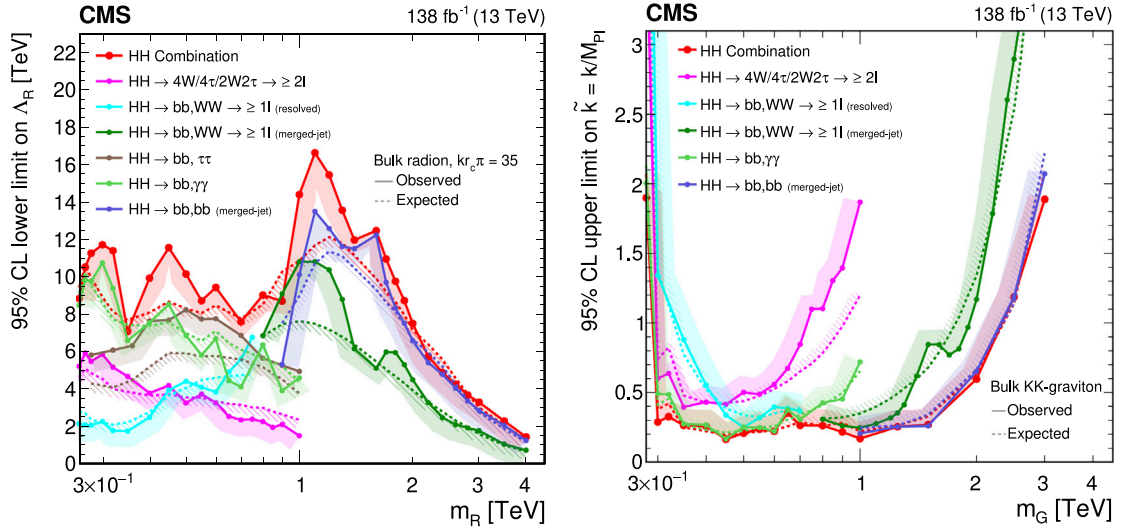 CMS 138 fb⁻¹ (13 TeV)
95% CL lower limit on Λ_R [TeV]
22
20
18
16
14
12
10
8
6
4
2
0
HH Combination
HH → 4W/4τ/2W2τ → ≥ 2l
HH → bb,WW → ≥ 1l (resolved)
HH → bb,WW → ≥ 1l (merged-jet)
HH → bb, ττ
HH → bb,γγ
HH → bb,bb (merged-jet)
Bulk radion, kr_cπ = 35
Observed
Expected
3×10⁻¹ 1 2 3 4
m_R [TeV]
CMS 138 fb⁻¹ (13 TeV)
95% CL upper limit on k̃ = k/M_Pl
3
2.5
2
1.5
1
0.5
0
HH Combination
HH → 4W/4τ/2W2τ → ≥ 2l
HH → bb,WW → ≥ 1l (resolved)
HH → bb,WW → ≥ 1l (merged-jet)
HH → bb,γγ
HH → bb,bb (merged-jet)
Bulk KK-graviton
Observed
Expected
3×10⁻¹ 1 2 3 4
m_G [TeV]